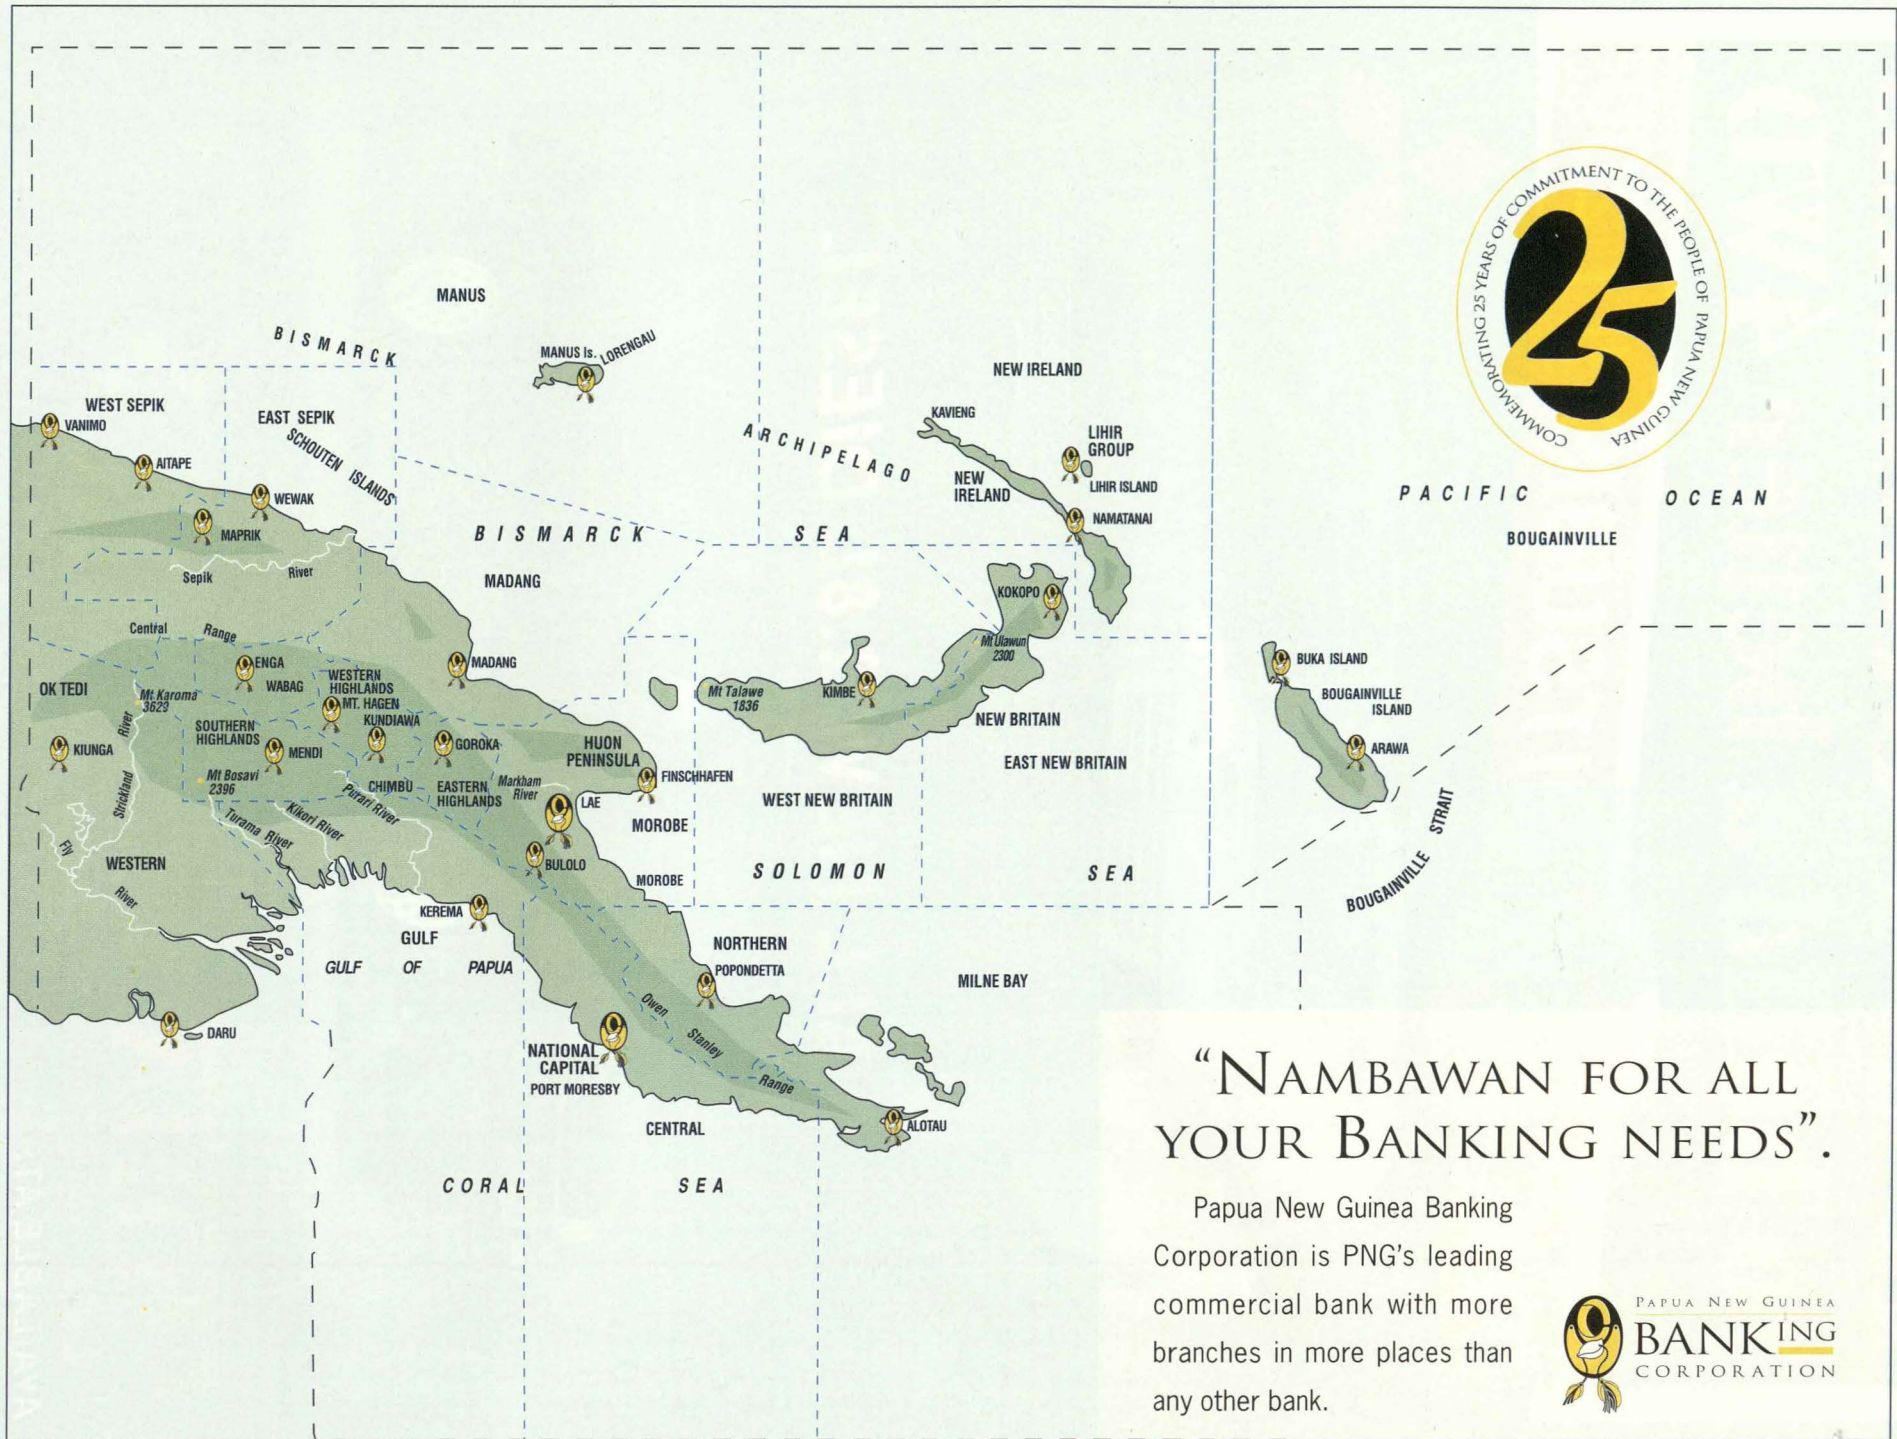 COMMEMORATING 25 YEARS OF COMMITMENT TO THE PEOPLE OF PAPUA NEW GUINEA
25
MANUS
BISMARCK
MANUS Is.
LORENGAU
NEW IRELAND
WEST SEPIK
VANIMO
EAST SEPIK
SCHOUTEN ISLANDS
AITAPE
WEWAK
MAPRIK
ARCHIPELAGO
KAVIENG
LIHIR
GROUP
NEW
IRELAND
LIHIR ISLAND
NAMATANAI
PACIFIC OCEAN
BOUGAINVILLE
BISMARCK SEA
Sepik River
MADANG
KOKOPO
Central Range
Mt Ulawun
2300
ENGA
WABAG
MADANG
WESTERN
HIGHLANDS
MT. HAGEN
KUNDIAWA
OK TEDI
Mt Karoma
3623
Mt Talawe
1836
KIMBE
BUKA ISLAND
BOUGAINVILLE
ISLAND
NEW BRITAIN
SOUTHERN
HIGHLANDS
MENDI
KIUNGA
GOROKA
HUON
PENINSULA
ARAWA
EAST NEW BRITAIN
Strickland River
Mt Bosavi
2396
CHIMBU
EASTERN
HIGHLANDS
Markham
River
FINSCHHAFEN
LAE
WEST NEW BRITAIN
Purari River
Kikori River
Turama River
MOROBE
BOUGAINVILLE STRAIT
Fly River
WESTERN
BULOLO
MOROBE
SOLOMON SEA
KEREMA
GULF
GULF OF PAPUA
NORTHERN
POPONDETTA
MILNE BAY
DARU
Owen Stanley Range
NATIONAL
CAPITAL
PORT MORESBY
CENTRAL
ALOTAU
CORAL SEA
“NAMBAWAN FOR ALL
YOUR BANKING NEEDS”.
Papua New Guinea Banking
Corporation is PNG's leading
commercial bank with more
branches in more places than
any other bank.
PAPUA NEW GUINEA
BANKING
CORPORATION